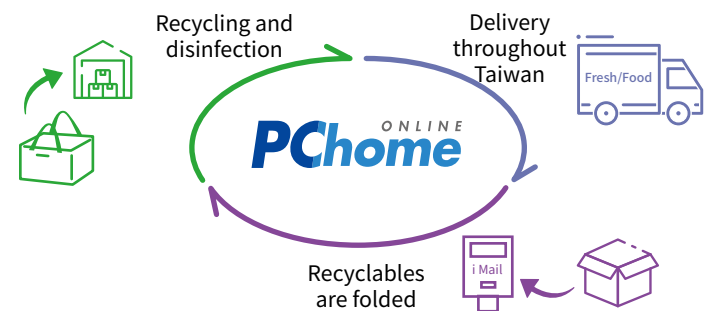 Recycling and
disinfection
Delivery
throughout
Taiwan
Fresh/Food
ONLINE
PChome
i Mail
Recyclables
are folded